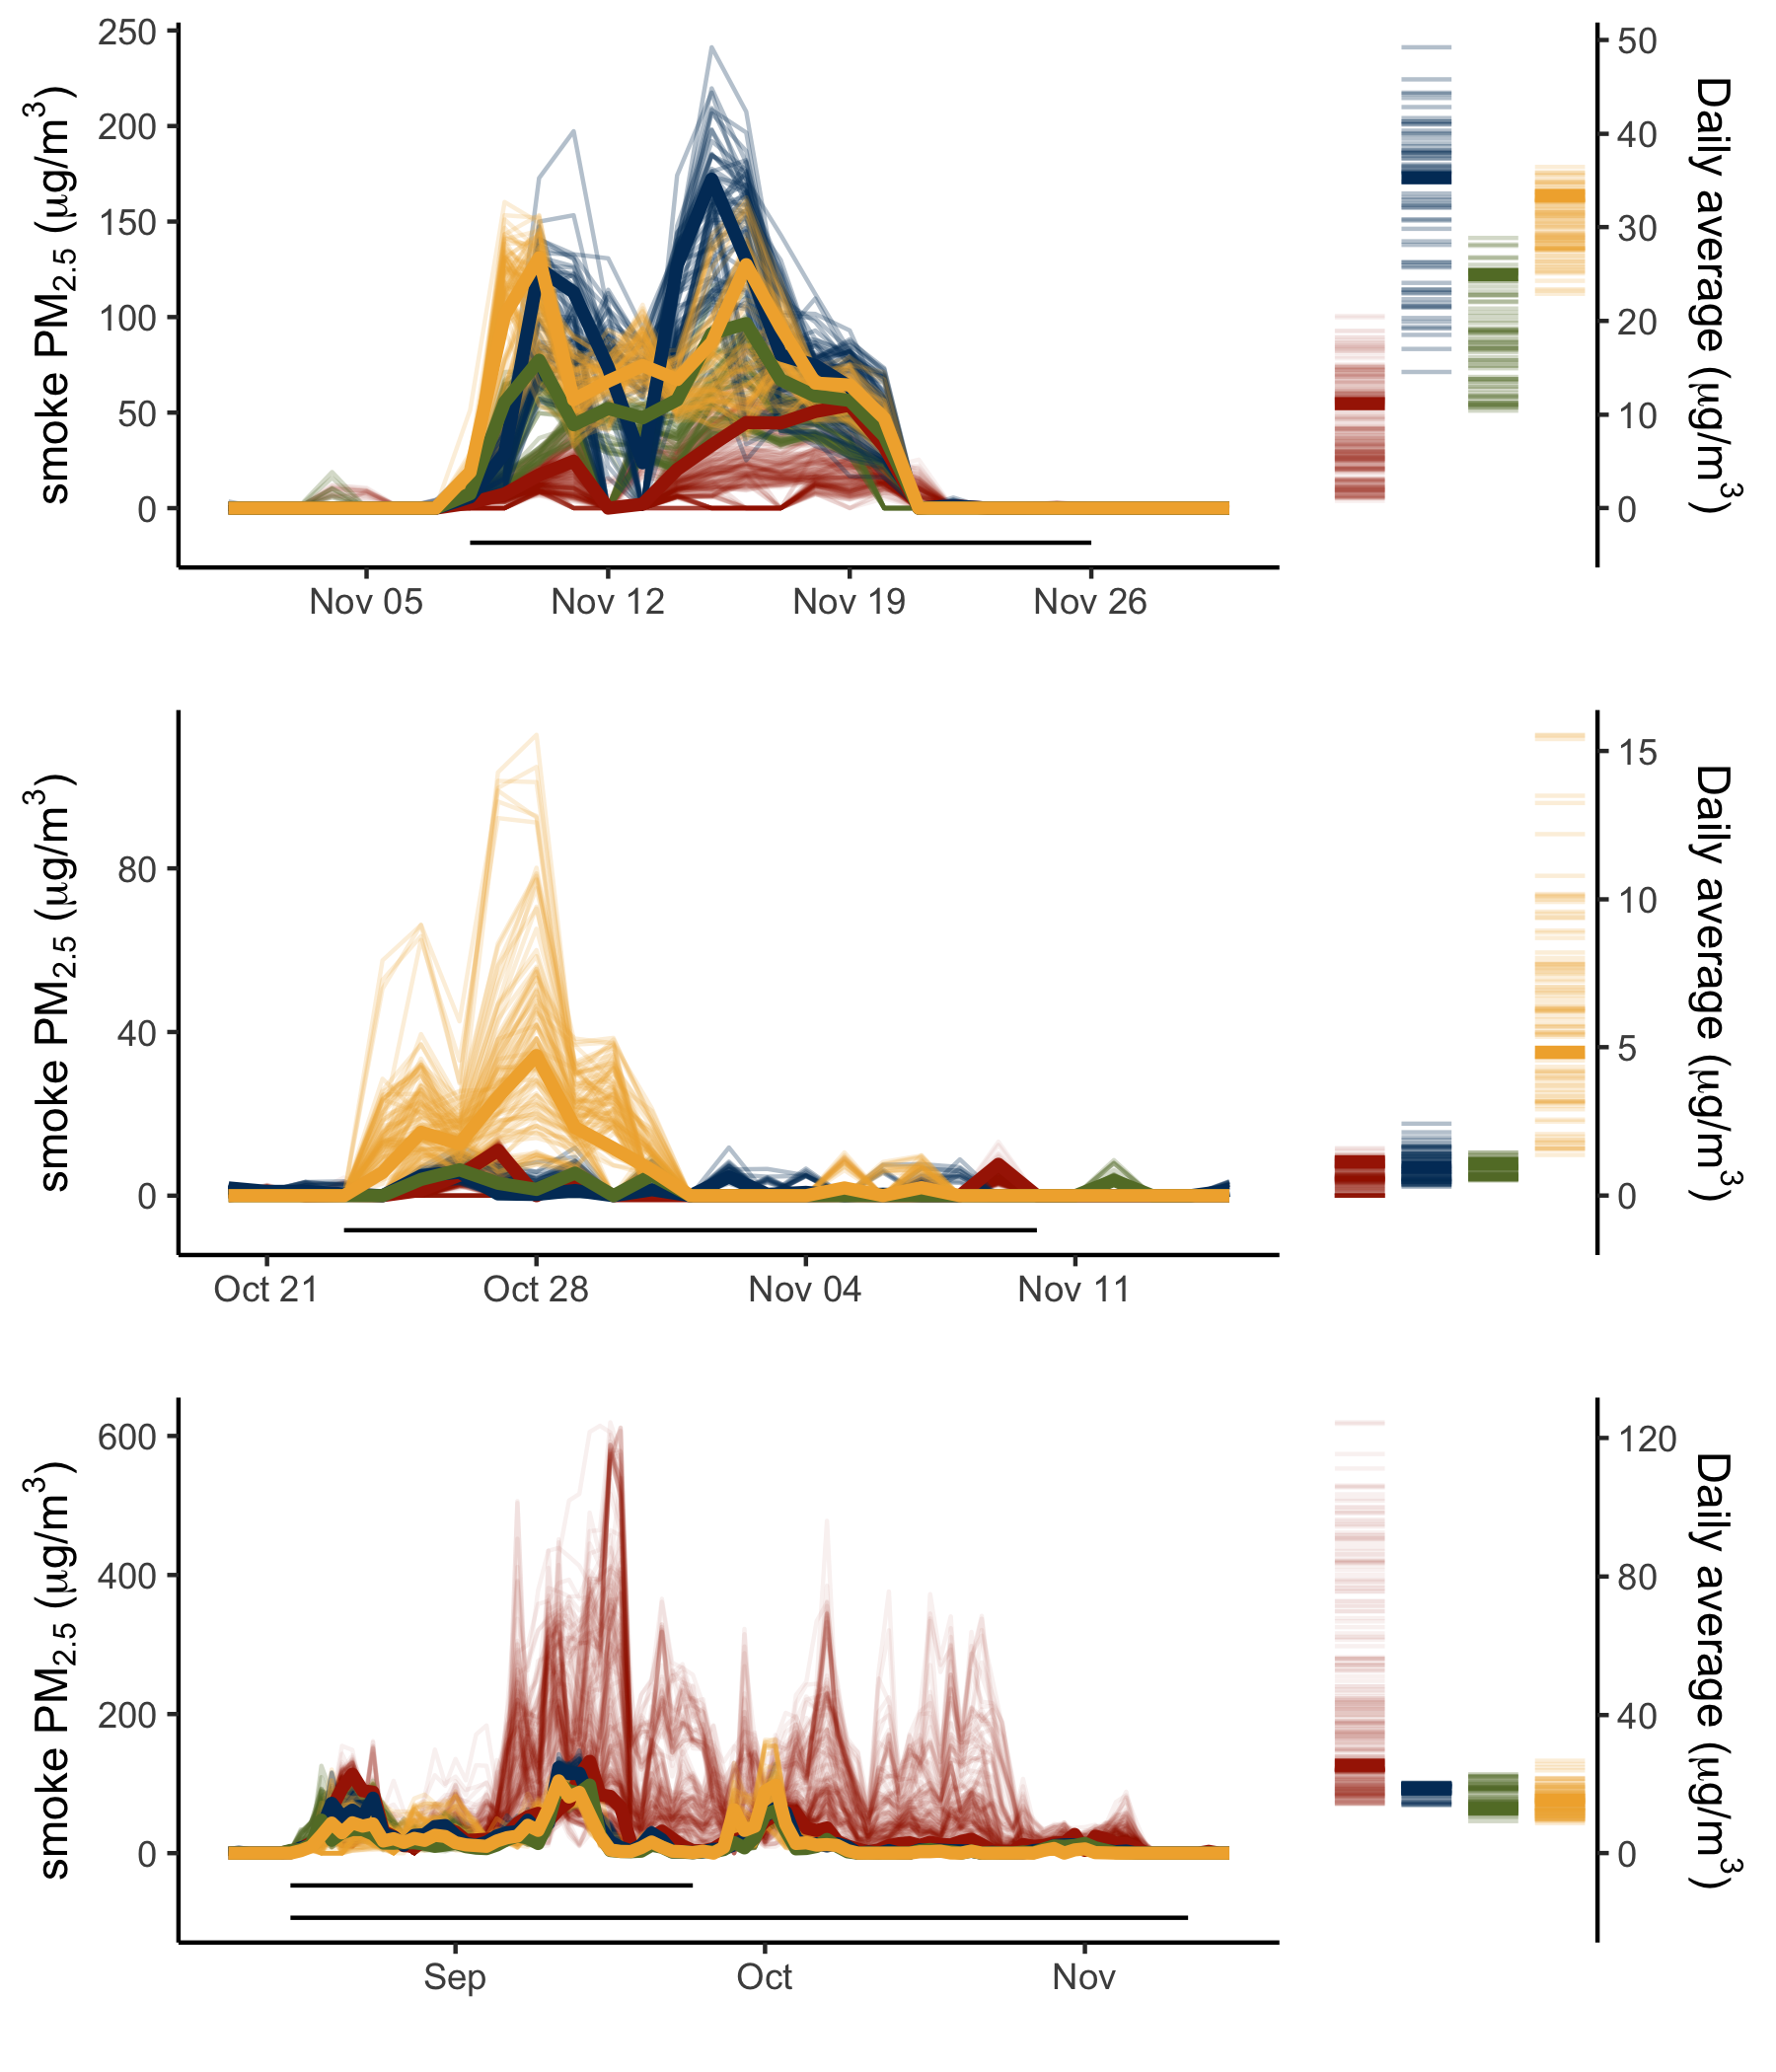 250
200
150
100
50
0
smoke PM2.5 (µg/m3)
Nov 05
Nov 12
Nov 19
Nov 26
50
40
30
20
10
0
Daily average (µg/m3)
80
40
0
smoke PM2.5 (µg/m3)
Oct 21
Oct 28
Nov 04
Nov 11
15
10
5
0
Daily average (µg/m3)
600
400
200
0
smoke PM2.5 (µg/m3)
Sep
Oct
Nov
120
80
40
0
Daily average (µg/m3)